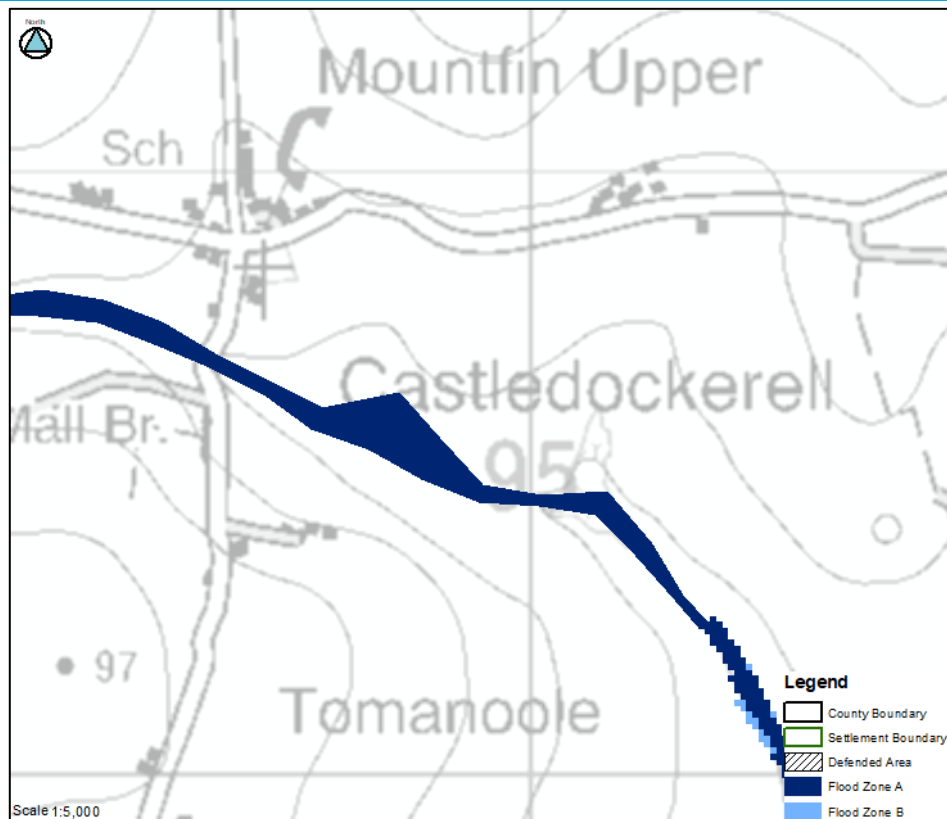 North
Mountfin Upper
Sch
Castledockerell
Mall Br.
95
97
Tomanoole
Legend
County Boundary
Settlement Boundary
Defended Area
Flood Zone A
Flood Zone B
Scale 1:5,000